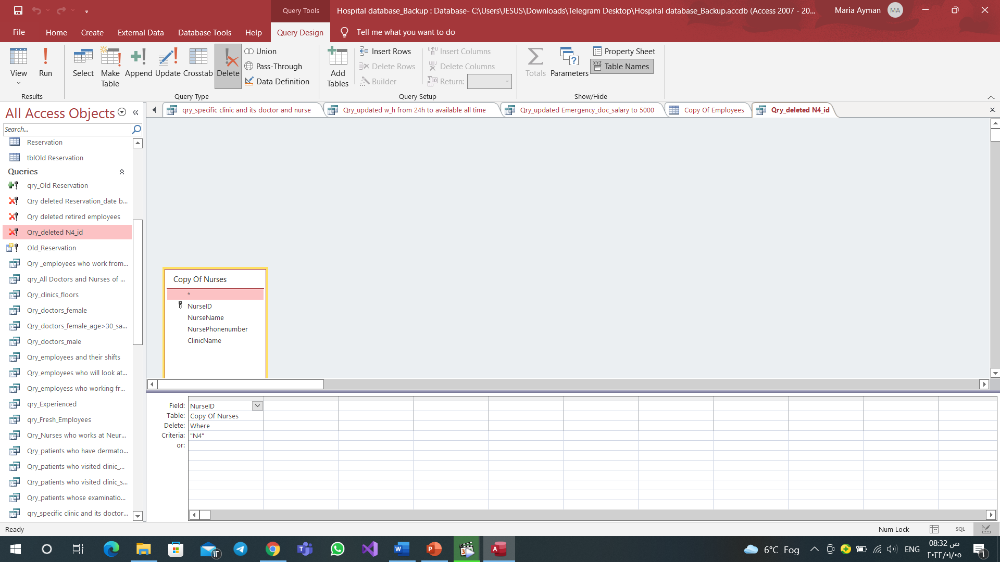 Query Tools
Hospital database_Backup : Database- C:\Users\JESUS\Downloads\Telegram Desktop\Hospital database_Backup.accdb (Access 2007 - 20...
Maria Ayman
MA
File
Home
Create
External Data
Database Tools
Help
Query Design
Tell me what you want to do
View
Run
Select
Make Table
Append
Update
Crosstab
Delete
Union
Pass-Through
Data Definition
Add Tables
Insert Rows
Delete Rows
Builder
Insert Columns
Delete Columns
Return:
Totals
Parameters
Property Sheet
Table Names
Results
Query Type
Query Setup
Show/Hide
All Access Objects
Search...
Reservation
tblOld Reservation
Queries
qry_Old Reservation
Qry deleted Reservation_date b...
Qry deleted retired employees
Qry_deleted N4_id
Old_Reservation
Qry _employees who work from...
qry_All Doctors and Nurses of ...
Qry_clinics_floors
Qry_doctors_female
Qry_doctors_female_age>30_sa...
Qry_doctors_male
Qry_employees and their shifts
Qry_employees who will look at...
Qry_employess who working fr...
qry_Experienced
qry_Fresh_Employees
Qry_Nurses who works at Neur...
Qry_patients who have dermato...
Qry_patients who visited clinic_...
Qry_patients who visited clinic_s...
Qry_patients whose examinatio...
qry_specific clinic and its doctor...
qry_specific clinic and its doctor and nurse
Qry_updated w_h from 24h to available all time
Qry_updated Emergency_doc_salary to 5000
Copy Of Employees
Qry_deleted N4_id
Copy Of Nurses
*
NurseID
NurseName
NursePhonenumber
ClinicName
Field: NurseID
Table: Copy Of Nurses
Delete: Where
Criteria: "N4"
or:
Ready
Num Lock
SQL
6°C Fog
ENG
08:32 ص
٢٠٢٢/٠١/٠٥